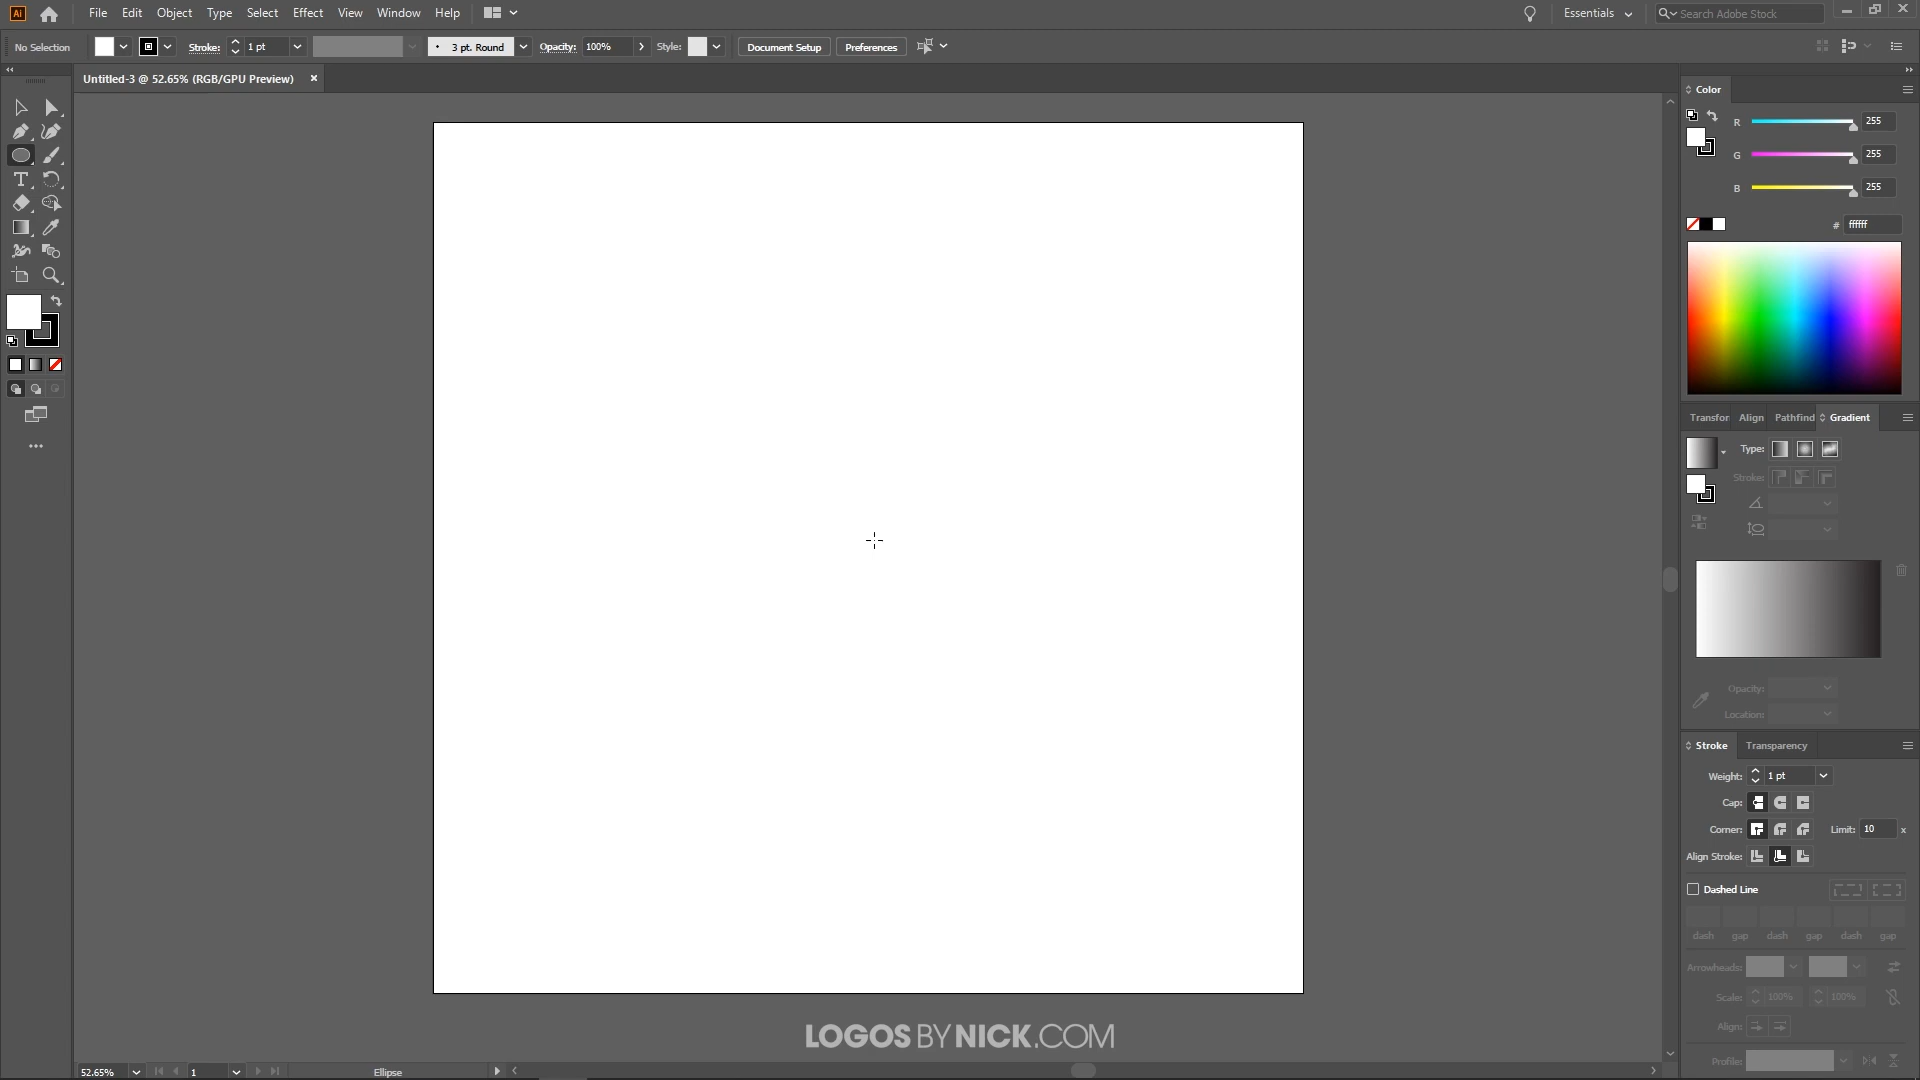 Ai File Edit Object Type Select Effect View Window Help Essentials Search Adobe Stock
No Selection Stroke: 1 pt 3 pt. Round Opacity: 100% Style: Document Setup Preferences
Untitled-3 @ 52.65% (RGB/GPU Preview)
Color
R 255
G 255
B 255
# ffffff
Transfor Align Pathfind Gradient
Type:
Stroke:
Opacity:
Location:
Stroke Transparency
Weight: 1 pt
Cap:
Corner: Limit: 10 x
Align Stroke:
Dashed Line
dash gap dash gap dash gap
Arrowheads:
Scale: 100% 100%
Align:
Profile:
LOGOS BY NICK.COM
52.65% 1 Ellipse